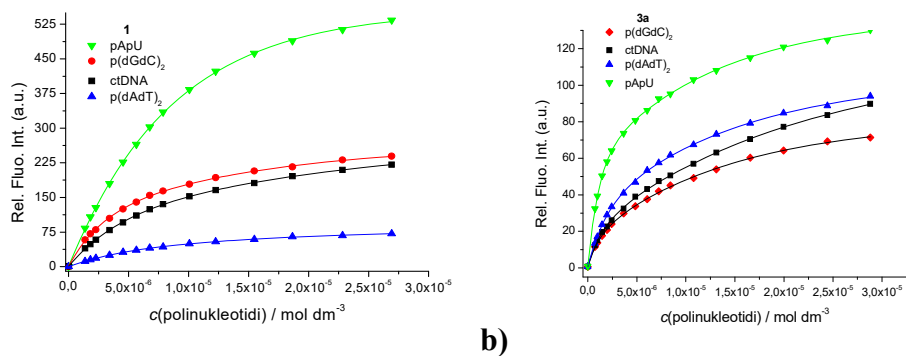 1
pApU
p(dGdC)₂
ctDNA
p(dAdT)₂
Rel. Fluo. Int. (a.u.)
525
450
375
300
225
150
75
0
0,0 5,0x10⁻⁶ 1,0x10⁻⁵ 1,5x10⁻⁵ 2,0x10⁻⁵ 2,5x10⁻⁵ 3,0x10⁻⁵
c(polinukleotidi) / mol dm⁻³
b)
3a
p(dGdC)₂
ctDNA
p(dAdT)₂
pApU
Rel. Fluo. Int. (a.u.)
120
100
80
60
40
20
0
0,0 5,0x10⁻⁶ 1,0x10⁻⁵ 1,5x10⁻⁵ 2,0x10⁻⁵ 2,5x10⁻⁵ 3,0x10⁻⁵
c(polinukleotidi) / mol dm⁻³